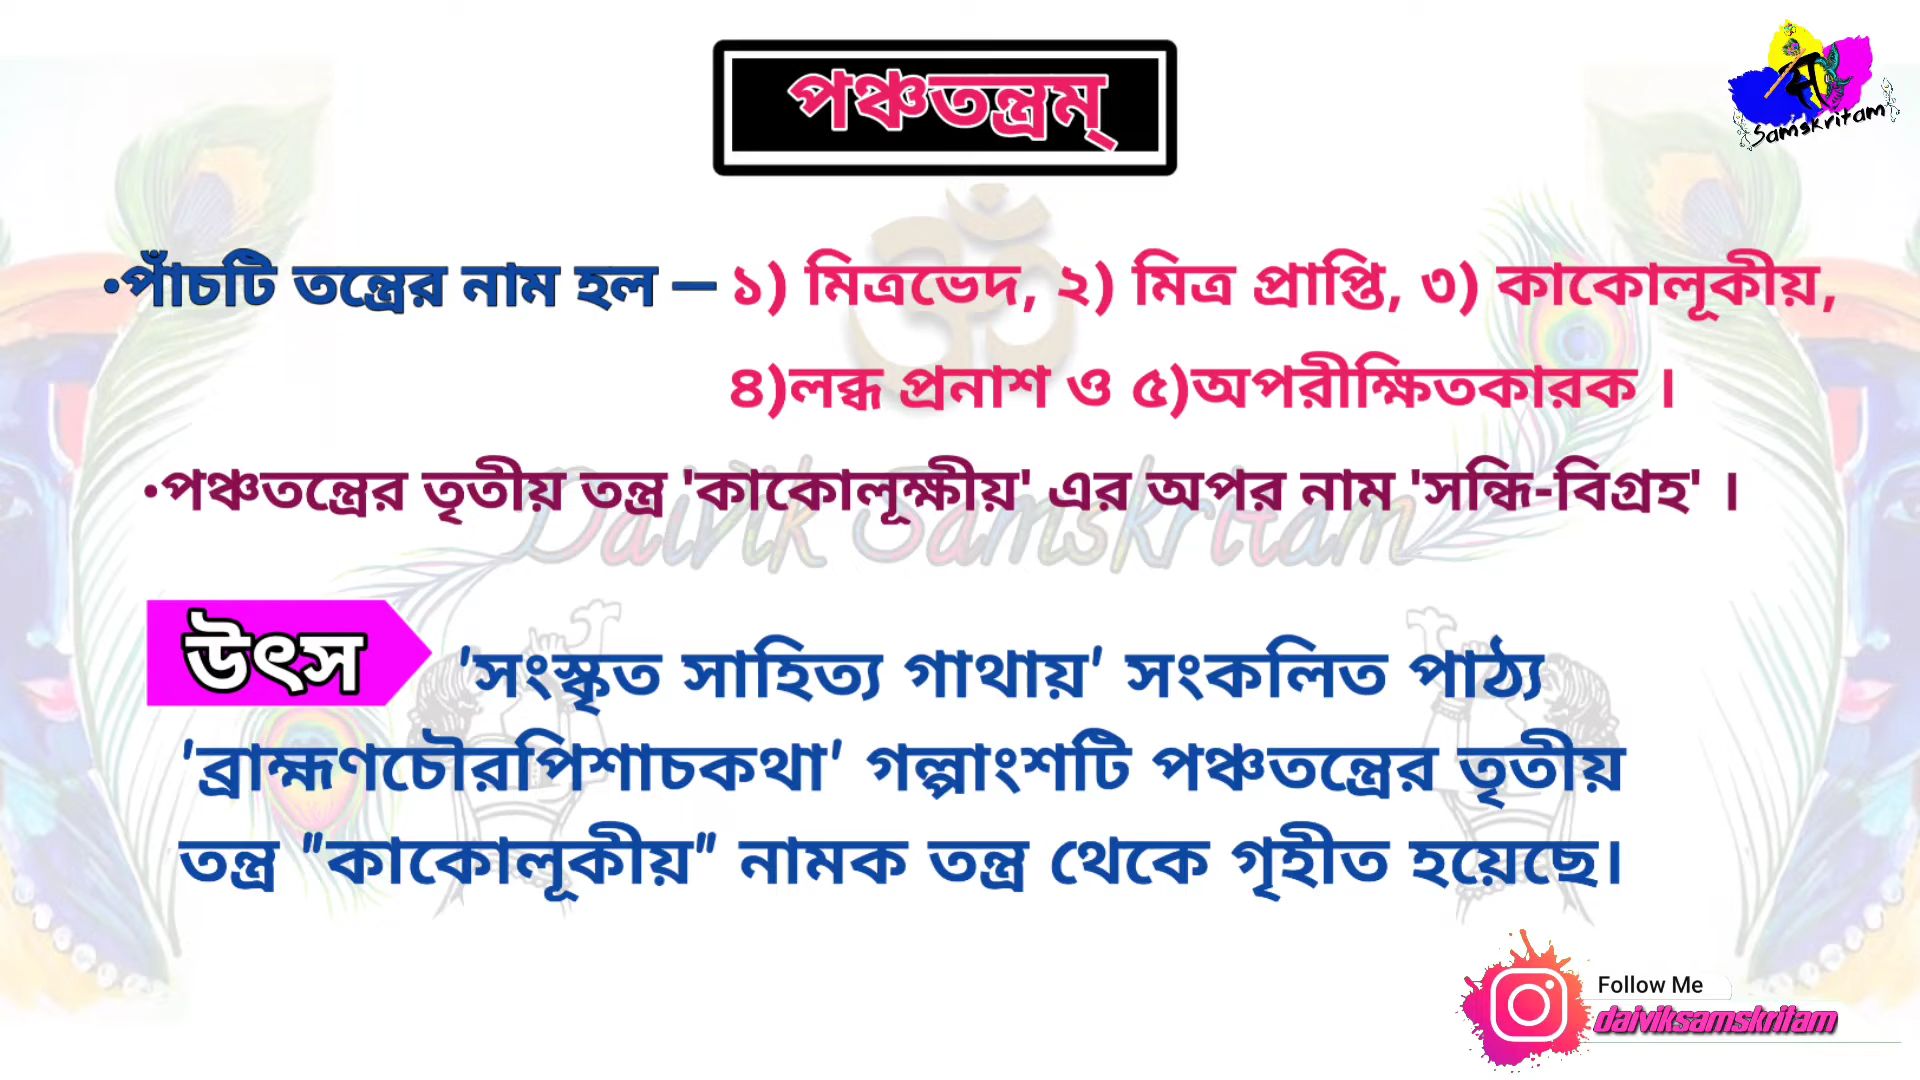 পঞ্চতন্ত্রম্
Samskritam
•পাঁচটি তন্ত্রের নাম হল – ১) মিত্রভেদ, ২) মিত্র প্রাপ্তি, ৩) কাকোলূকীয়,
৪)লব্ধ প্রনাশ ও ৫)অপরীক্ষিতকারক ।
•পঞ্চতন্ত্রের তৃতীয় তন্ত্র 'কাকোলূক্ষীয়' এর অপর নাম 'সন্ধি-বিগ্রহ' ।
Daivik Samskritam
উৎস 'সংস্কৃত সাহিত্য গাথায়' সংকলিত পাঠ্য
'ব্রাহ্মণচৌরপিশাচকথা' গল্পাংশটি পঞ্চতন্ত্রের তৃতীয়
তন্ত্র "কাকোলূকীয়" নামক তন্ত্র থেকে গৃহীত হয়েছে।
Follow Me
daiviksamskritam